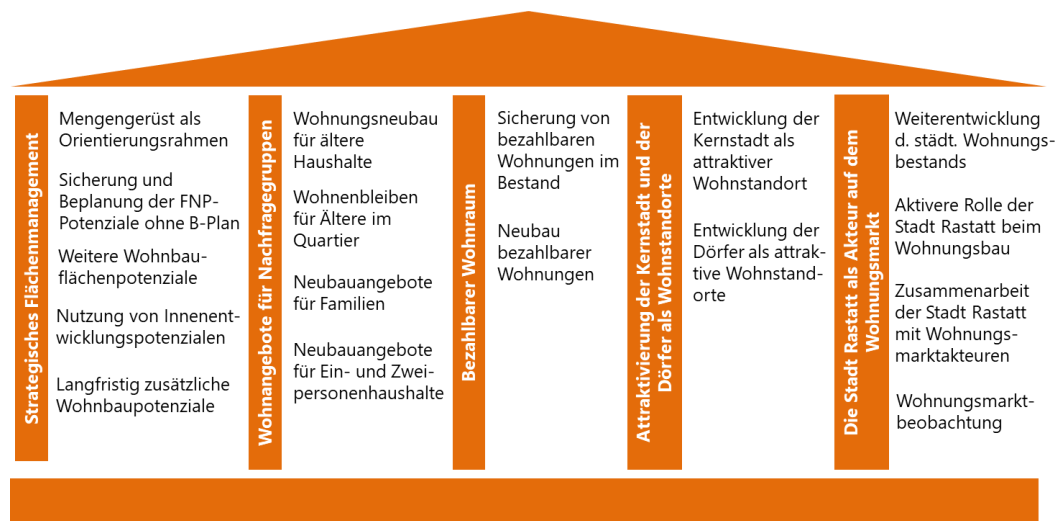 Strategisches Flächenmanagement
Mengengerüst als
Orientierungsrahmen
Sicherung und
Beplanung der FNP-
Potenziale ohne B-Plan
Weitere Wohnbau-
flächenpotenziale
Nutzung von Innenent-
wicklungspotenzialen
Langfristig zusätzliche
Wohnbaupotenziale
Wohnangebote für Nachfragegruppen
Wohnungsneubau
für ältere
Haushalte
Wohnenbleiben
für Ältere im
Quartier
Neubauangebote
für Familien
Neubauangebote
für Ein- und Zwei-
personenhaushalte
Bezahlbarer Wohnraum
Sicherung von
bezahlbaren
Wohnungen im
Bestand
Neubau
bezahlbarer
Wohnungen
Attraktivierung der Kernstadt und der
Dörfer als Wohnstandorte
Entwicklung der
Kernstadt als
attraktiver
Wohnstandort
Entwicklung der
Dörfer als attrak-
tive Wohnstand-
orte
Die Stadt Rastatt als Akteur auf dem
Wohnungsmarkt
Weiterentwicklung
d. städt. Wohnungs-
bestands
Aktivere Rolle der
Stadt Rastatt beim
Wohnungsbau
Zusammenarbeit
der Stadt Rastatt
mit Wohnungs-
marktakteuren
Wohnungsmarkt-
beobachtung